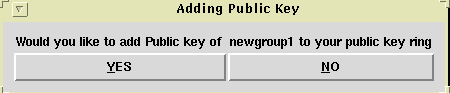 Adding Public Key
Would you like to add Public key of newgroup1 to your public key ring
YES
NO